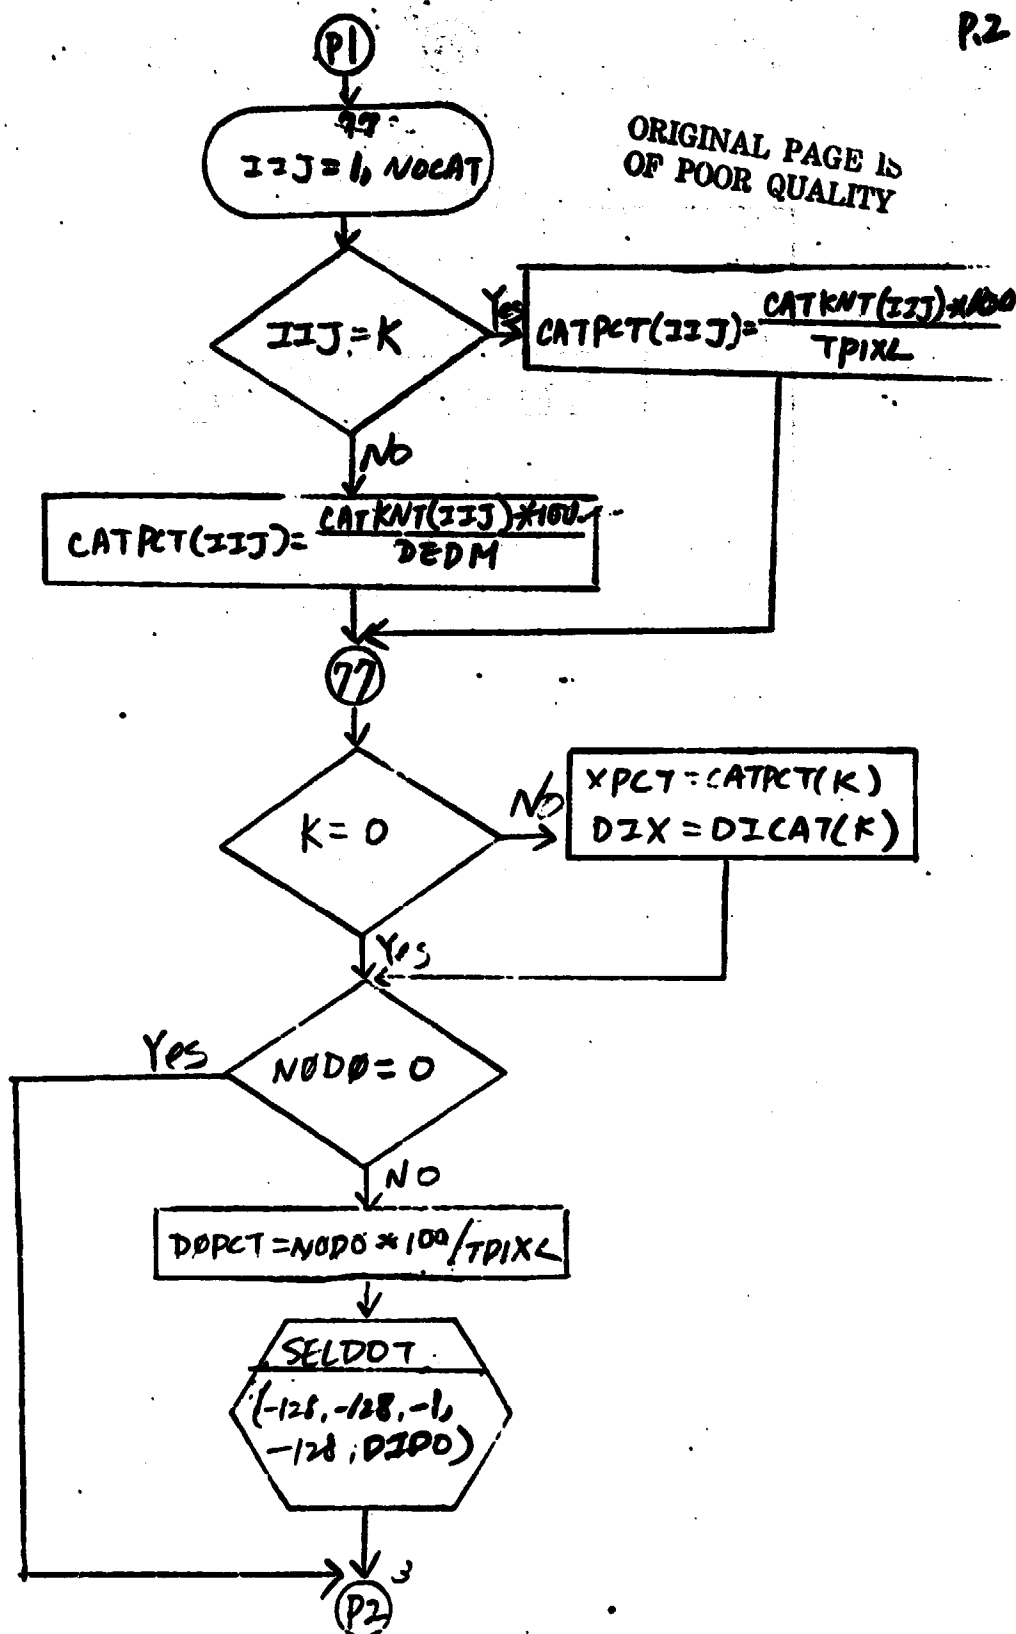 P.2
P1
ORIGINAL PAGE IS
OF POOR QUALITY
77
IIJ = 1, NOCAT
IIJ = K
Yes
CATPCT(IIJ) = CATKNT(IIJ)*100
TPIXL
NO
CATPCT(IIJ) = CATKNT(IIJ)*100.
DEDM
77
K = 0
NO
XPCT = CATPCT(K)
DIX = DICAT(K)
Yes
NØDØ = 0
Yes
NO
DØPCT = NODO * 100/TPIXL
SELDOT
(-128, -128, -1,
-128, DIDO)
3
P2